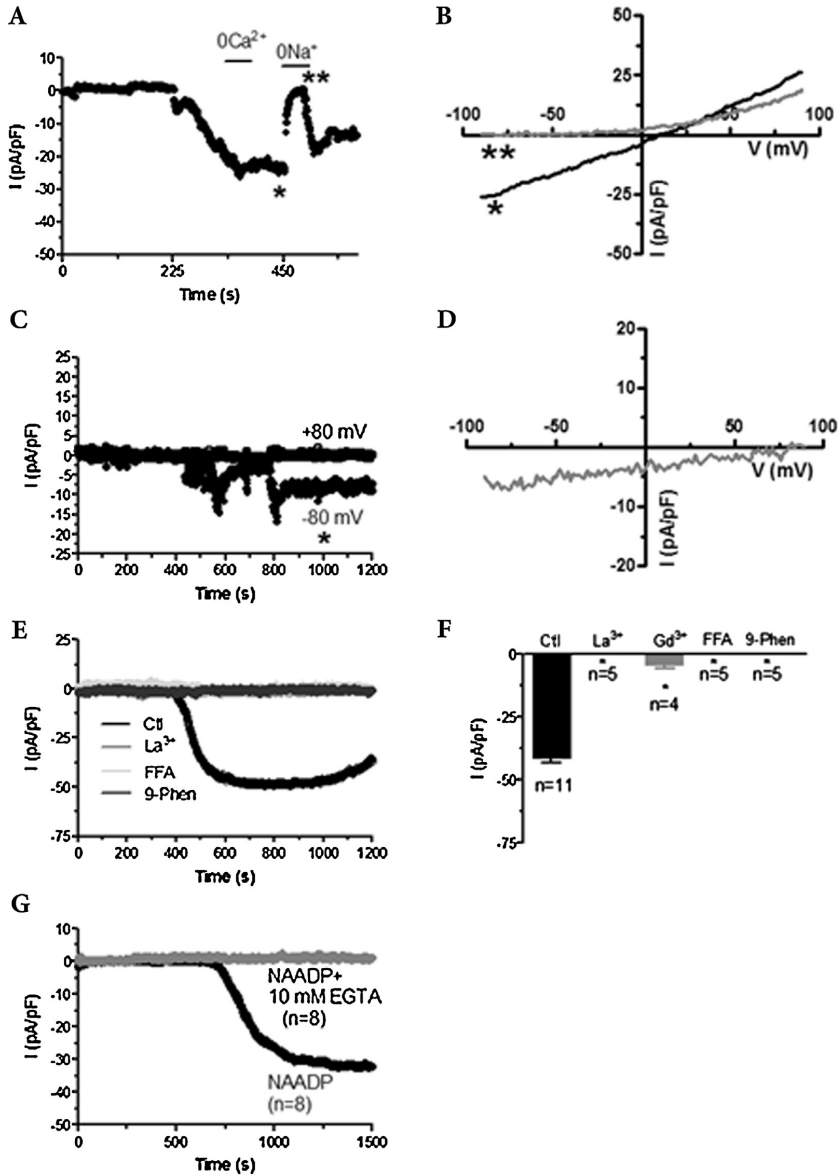 A
0Ca2+
0Na+
**
*
10
0
-10
-20
-30
-40
-50
I (pA/pF)
0
225
450
Time (s)
B
50
25
-25
-50
-100
-50
50
100
V (mV)
I (pA/pF)
**
*
C
25
20
15
10
5
0
-5
-10
-15
-20
-25
I (pA/pF)
+80 mV
-80 mV
*
0
200
400
600
800
1000
1200
Time (s)
D
20
10
-10
-20
-100
-50
50
100
V (mV)
I (pA/pF)
E
25
0
-25
-50
-75
I (pA/pF)
Ctl
La3+
FFA
9-Phen
0
200
400
600
800
1000
1200
Time (s)
F
Ctl
La3+
Gd3+
FFA
9-Phen
0
-25
-50
-75
I (pA/pF)
n=11
n=5
n=4
n=5
n=5
G
10
0
-10
-20
-30
-40
-50
I (pA/pF)
NAADP+
10 mM EGTA
(n=8)
NAADP
(n=8)
0
500
1000
1500
Time (s)